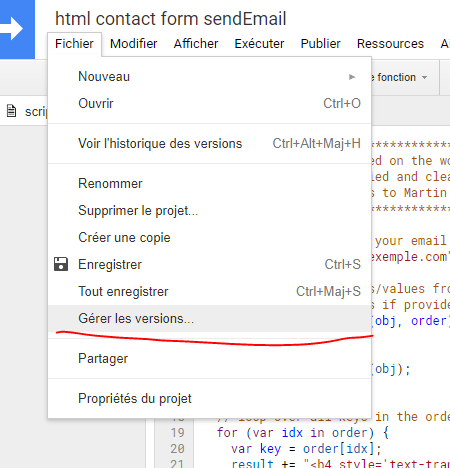 html contact form sendEmail
Fichier Modifier Afficher Exécuter Publier Ressources
Nouveau ► e fonction
Ouvrir Ctrl+O
scrip
Voir l'historique des versions Ctrl+Alt+Maj+H
**************
ed on the wo
Renommer led and clea
Supprimer le projet... s to Martin
**************
Créer une copie
your email
Enregistrer Ctrl+S exemple.com"
Tout enregistrer Ctrl+Maj+S s/values fro
Gérer les versions... s if provide
(obj, order)
Partager
(obj);
Propriétés du projet
18 // loop over all keys in the orde
19 for (var idx in order) {
20 var key = order[idx];
21 result += "<h4 style='text-tran